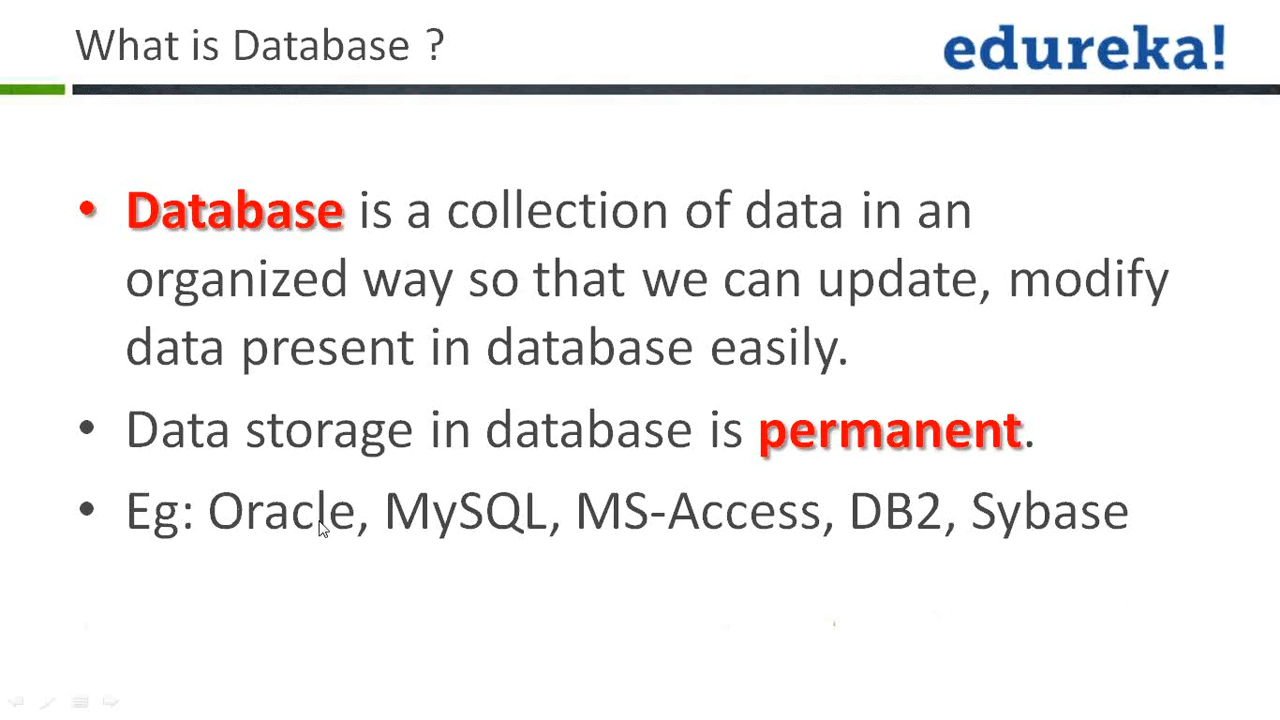 What is Database ?
edureka!
• Database is a collection of data in an
organized way so that we can update, modify
data present in database easily.
• Data storage in database is permanent.
• Eg: Oracle, MySQL, MS-Access, DB2, Sybase